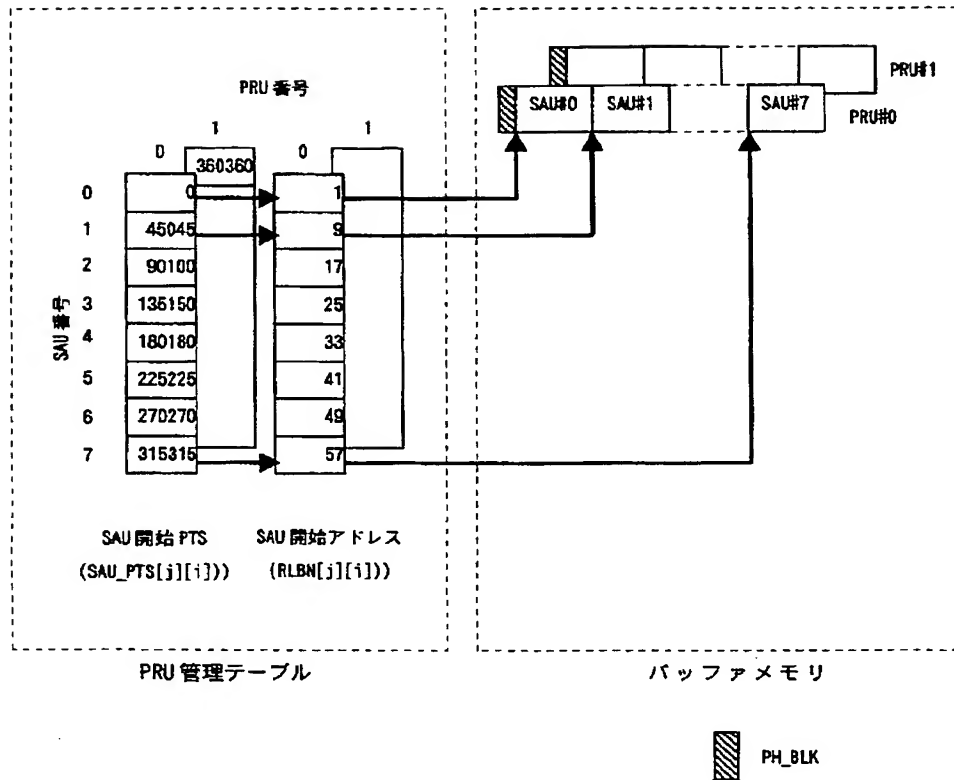 PRU 番号
0 1 0 1
360360
0 0 1
1 45045 9
2 90100 17
3 135150 25
4 180180 33
5 225225 41
6 270270 49
7 315315 57
SAU 番号
SAU 開始 PTS
(SAU_PTS[j][i]))
SAU 開始アドレス
(RLBN[j][i]))
PRU 管理テーブル
PRU#1
SAU#0 SAU#1 SAU#7
PRU#0
バッファメモリ
PH_BLK